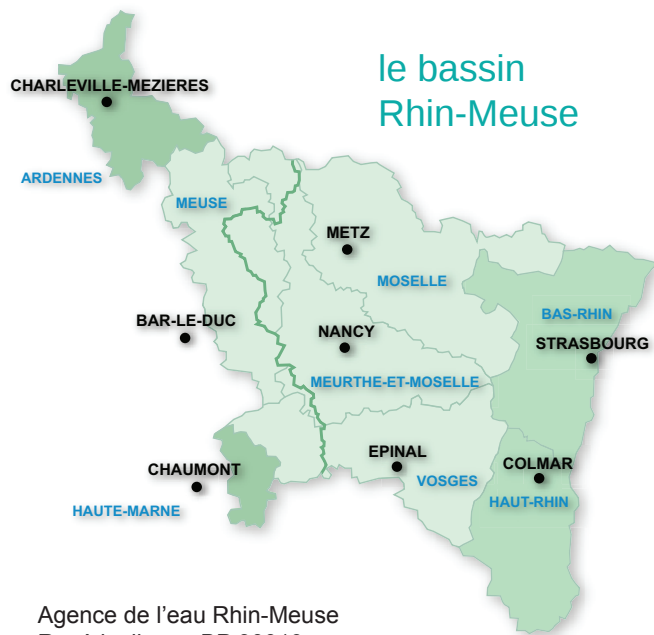 le bassin
Rhin-Meuse
CHARLEVILLE-MEZIERES
ARDENNES
MEUSE
METZ
MOSELLE
BAS-RHIN
BAR-LE-DUC
NANCY
STRASBOURG
MEURTHE-ET-MOSELLE
EPINAL
CHAUMONT
COLMAR
VOSGES
HAUT-RHIN
HAUTE-MARNE
Agence de l'eau Rhin-Meuse